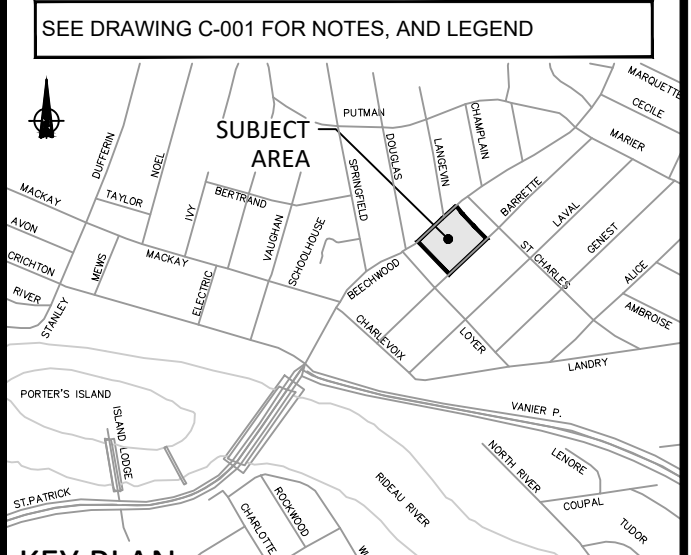 SEE DRAWING C-001 FOR NOTES, AND LEGEND
MARQUETTE
CECILE
MARIER
PUTMAN
CHAMPLAIN
SUBJECT
AREA
DUFFERIN
NOEL
DOUGLAS
LANGEVIN
SPRINGFIELD
BARRETTE
MACKAY
TAYLOR
IVY
BERTRAND
LAVAL
AVON
VAUGHAN
SCHOOLHOUSE
GENEST
CRICHTON
MEWS
MACKAY
ST CHARLES
ALICE
RIVER
STANLEY
ELECTRIC
BEECHWOOD
AMBROISE
CHARLEVOIX
LOYER
LANDRY
PORTER'S ISLAND
VANIER P.
ISLAND LODGE
NORTH RIVER
LENORE
ST.PATRICK
ROCKWOOD
RIDEAU RIVER
COUPAL
CHARLOTTE
TUDOR
KEY PLAN